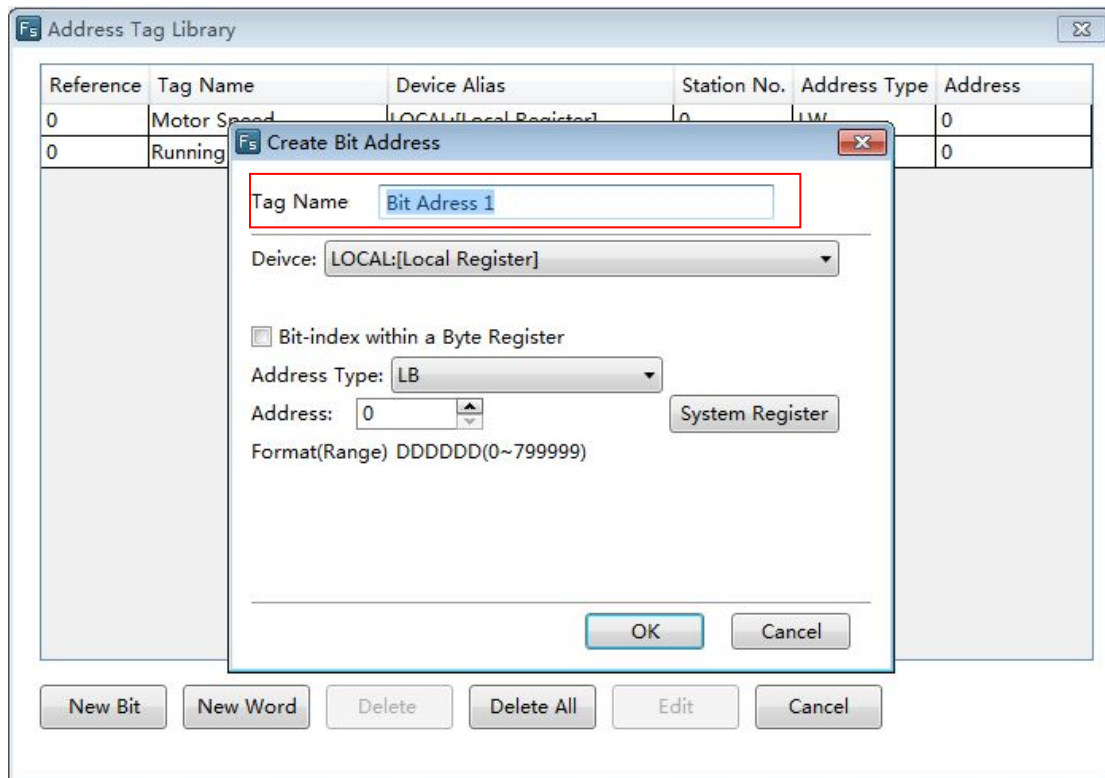 Fs Address Tag Library
Reference Tag Name Device Alias Station No. Address Type Address
0 Motor Speed LOCAL:[Local Register] 0 LW 0
0 Running 0
Fs Create Bit Address
Tag Name Bit Adress 1
Deivce: LOCAL:[Local Register]
Bit-index within a Byte Register
Address Type: LB
Address: 0 System Register
Format(Range) DDDDDD(0~799999)
OK Cancel
New Bit New Word Delete Delete All Edit Cancel